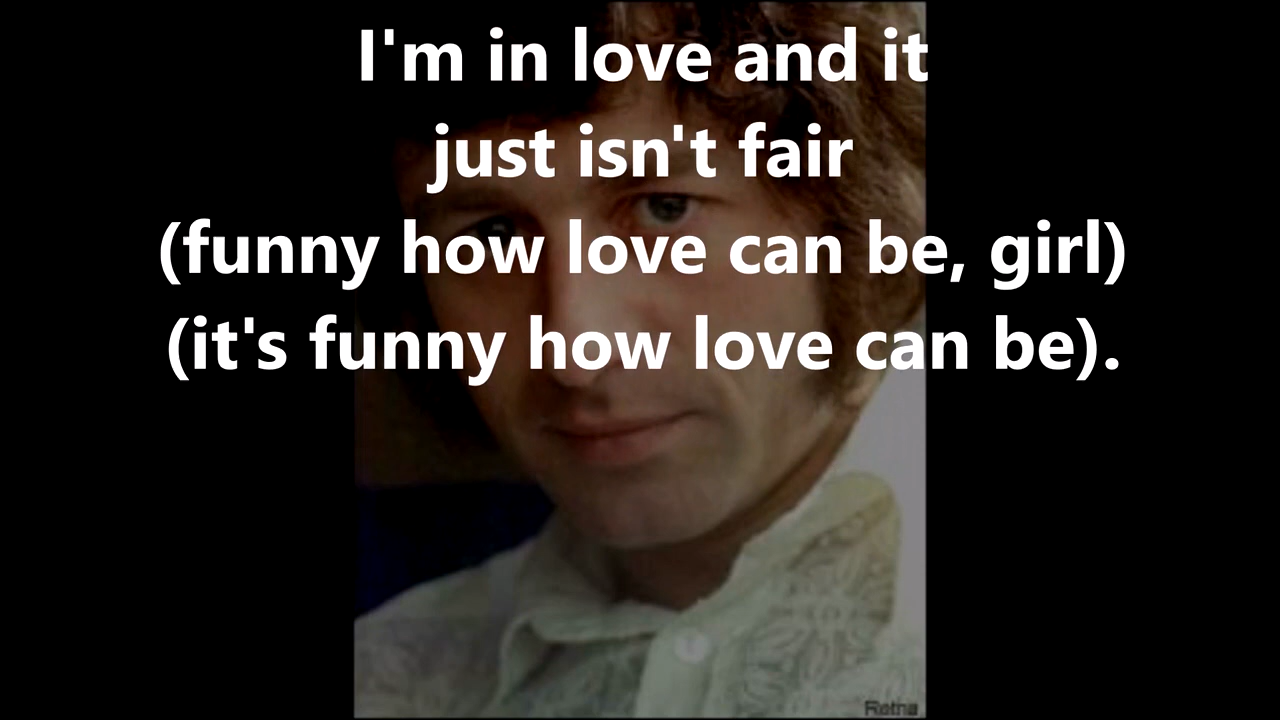 I'm in love and it
just isn't fair
(funny how love can be, girl)
(it's funny how love can be).
Retna